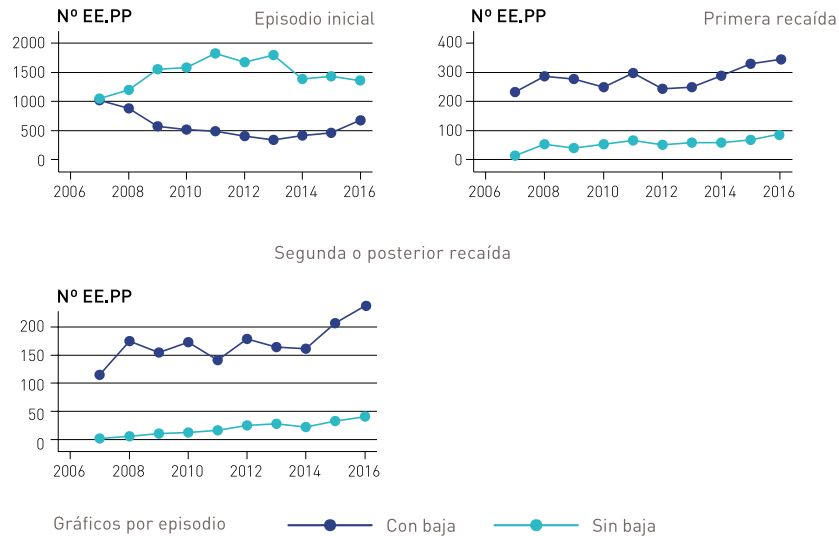 Nº EE.PP
Episodio inicial
2000
1500
1000
500
0
2006 2008 2010 2012 2014 2016
Nº EE.PP
Primera recaída
400
300
200
100
0
2006 2008 2010 2012 2014 2016
Segunda o posterior recaída
Nº EE.PP
200
150
100
50
0
2006 2008 2010 2012 2014 2016
Gráficos por episodio Con baja Sin baja